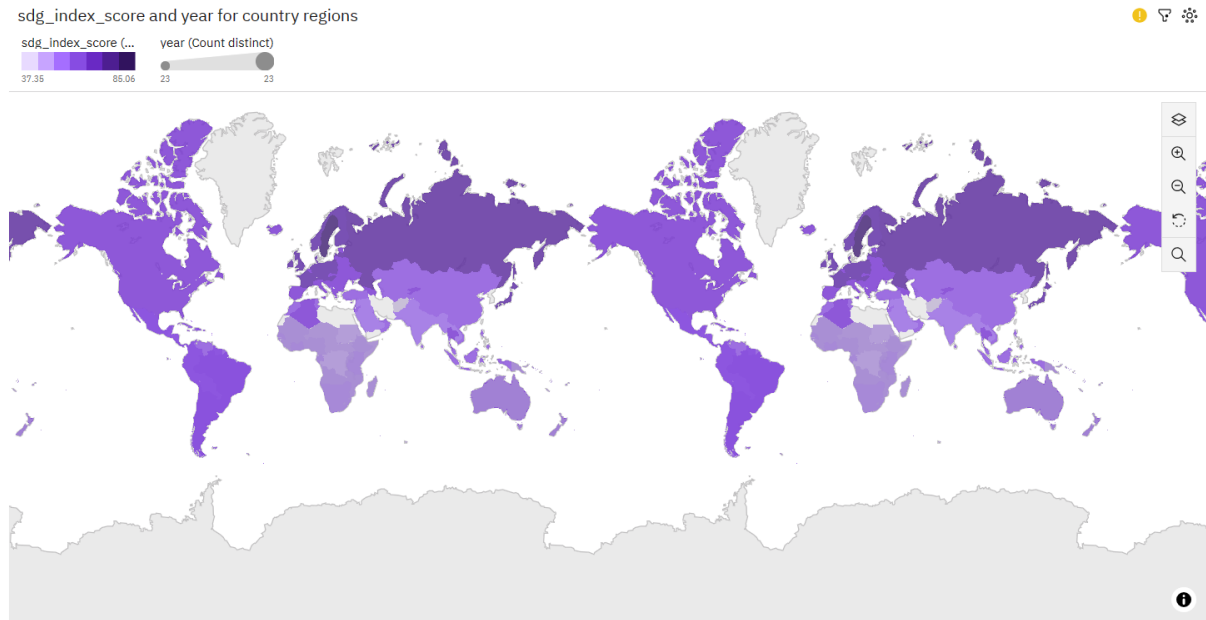 sdg_index_score and year for country regions
sdg_index_score (...
year (Count distinct)
37.35
85.06
23
23